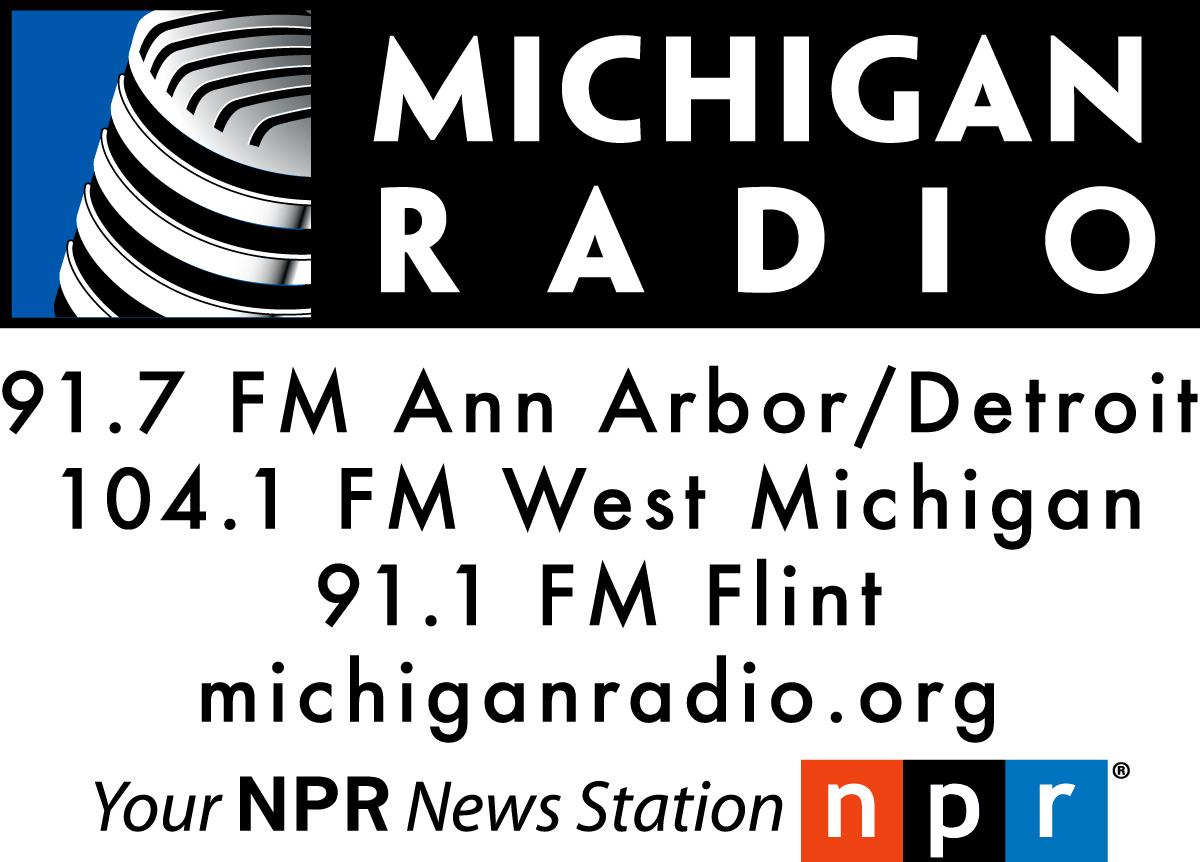 MICHIGAN
RADIO
91.7 FM Ann Arbor/Detroit
104.1 FM West Michigan
91.1 FM Flint
michiganradio.org
Your NPR News Station npr®